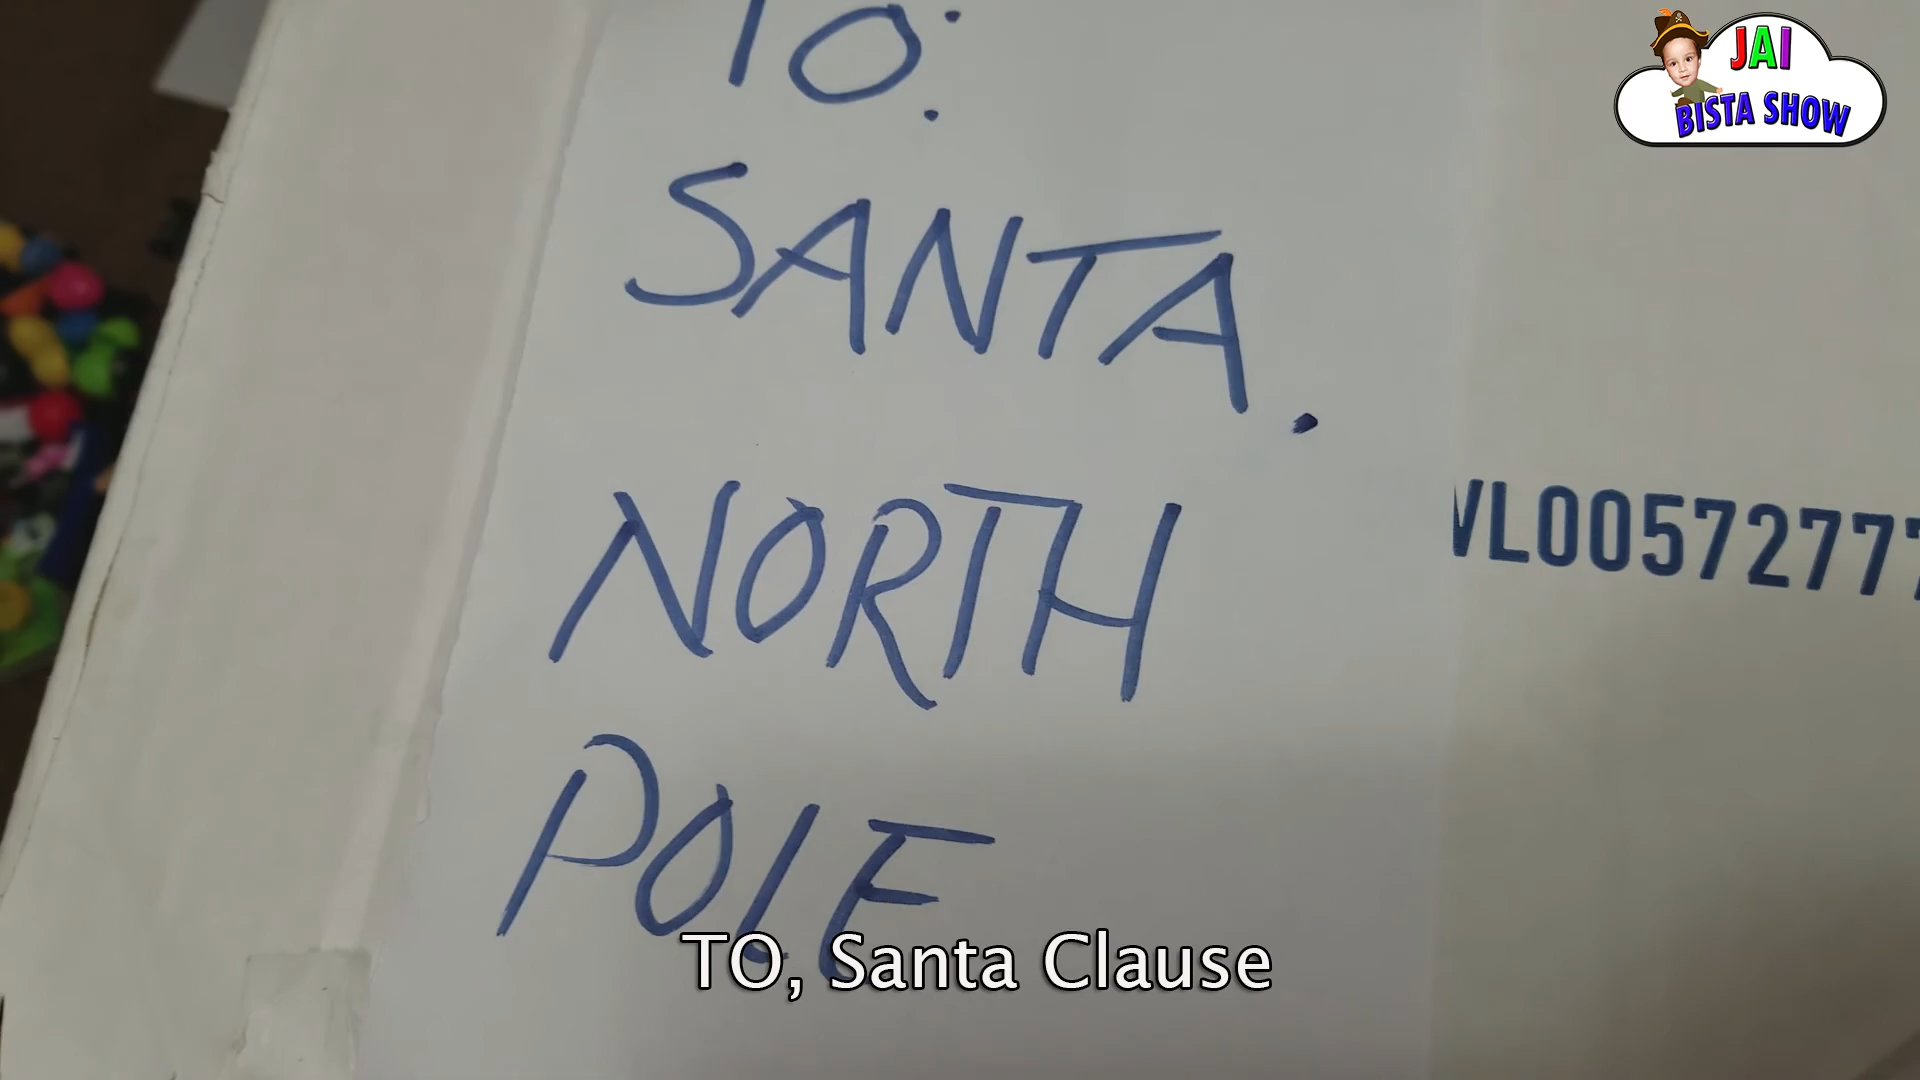 JAI
BISTA SHOW
TO:
SANTA.
NORTH
POLE
VL0057277
TO, Santa Clause